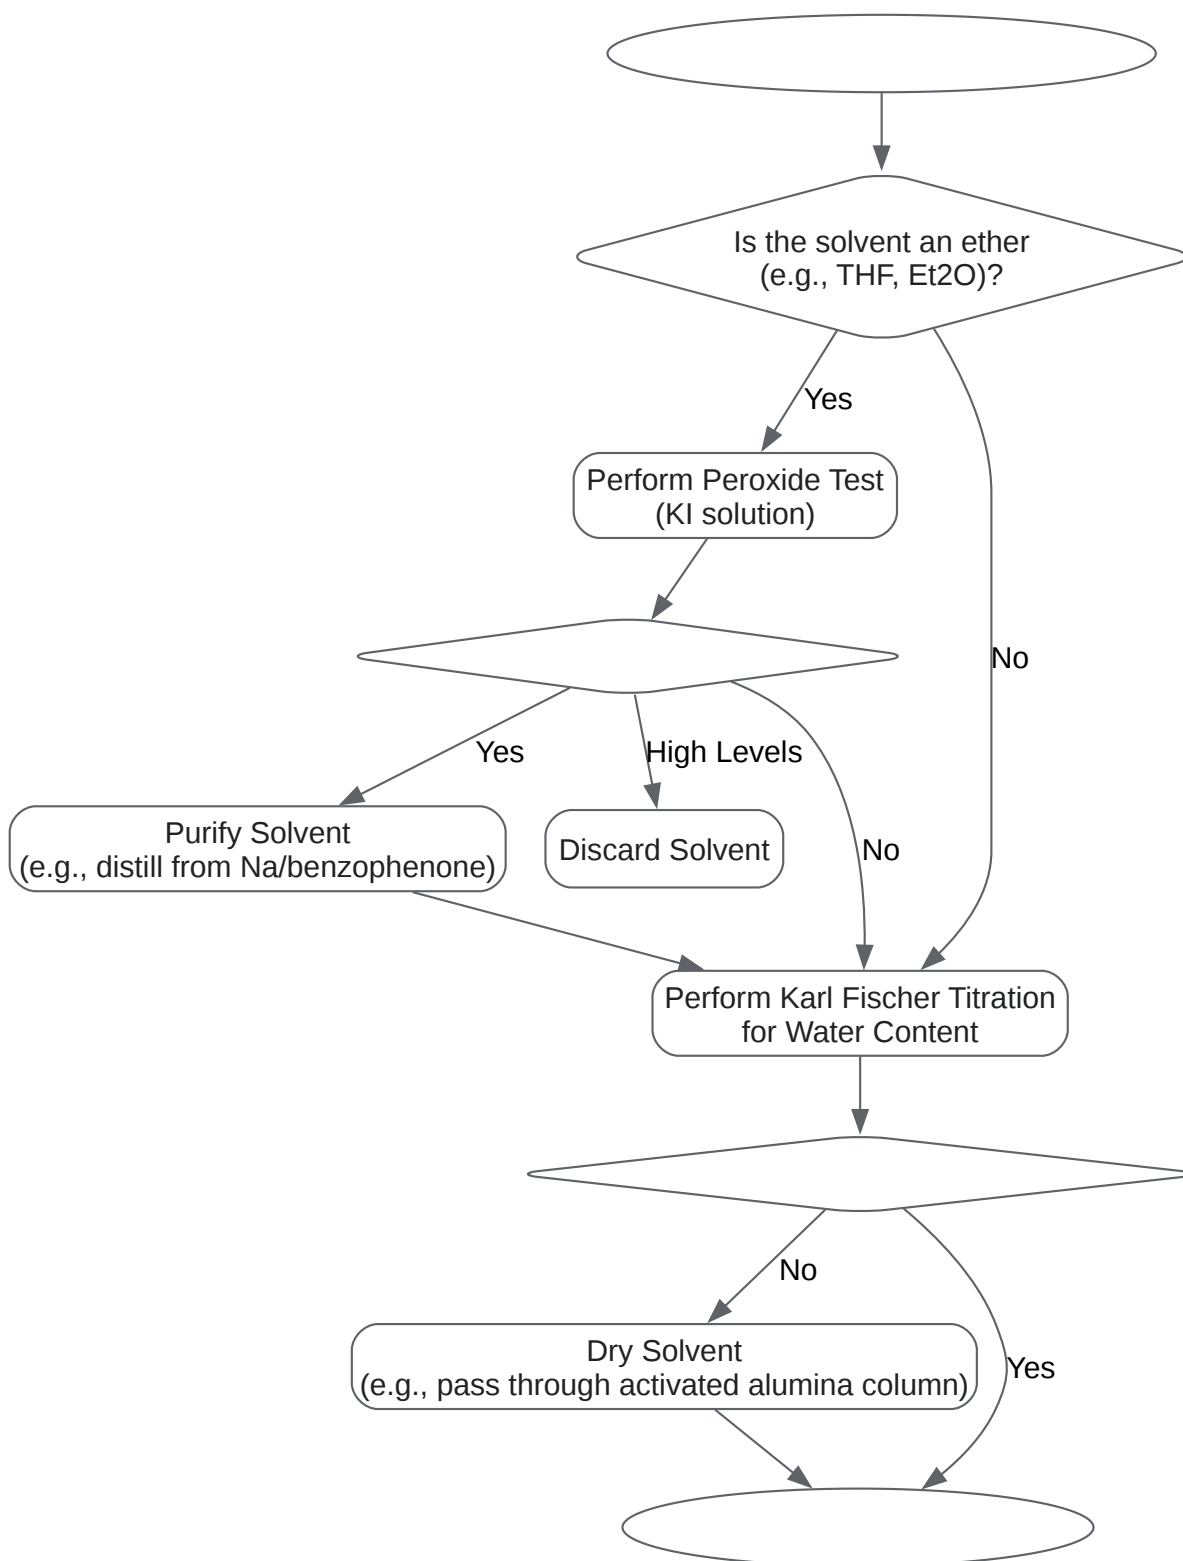 Is the solvent an ether
(e.g., THF, Et2O)?
Yes
Perform Peroxide Test
(KI solution)
No
Yes
High Levels
Purify Solvent
(e.g., distill from Na/benzophenone)
Discard Solvent
No
Perform Karl Fischer Titration
for Water Content
No
Dry Solvent
(e.g., pass through activated alumina column)
Yes